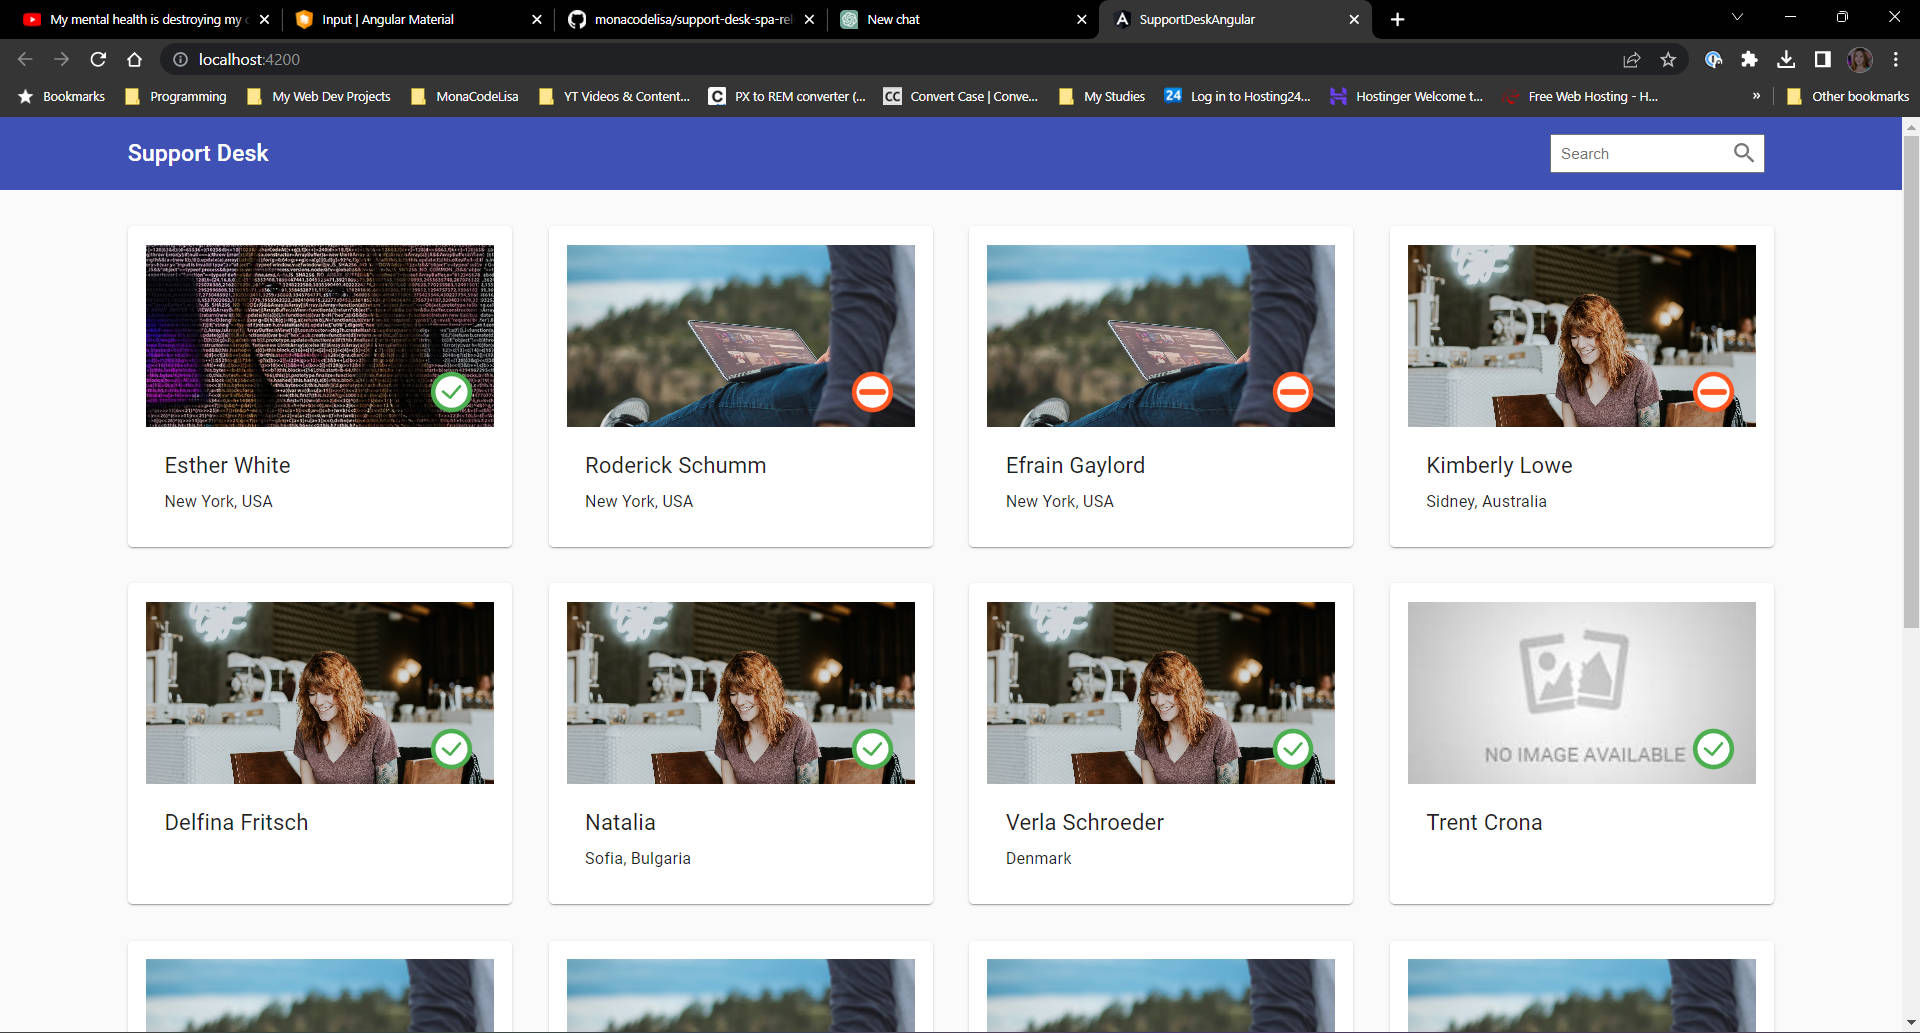 My mental health is destroying my
Input | Angular Material
monacodelisa/support-desk-spa-rel
New chat
SupportDeskAngular
localhost:4200
Bookmarks
Programming
My Web Dev Projects
MonaCodeLisa
YT Videos & Content...
CC
PX to REM converter (...
Convert Case | Conve...
My Studies
24
Log in to Hosting24...
Hostinger Welcome t...
Free Web Hosting - H...
»
Other bookmarks
Support Desk
Search
Esther White
New York, USA
Roderick Schumm
New York, USA
Efrain Gaylord
New York, USA
Kimberly Lowe
Sidney, Australia
Delfina Fritsch
Natalia
Sofia, Bulgaria
Verla Schroeder
Denmark
NO IMAGE AVAILABLE
Trent Crona